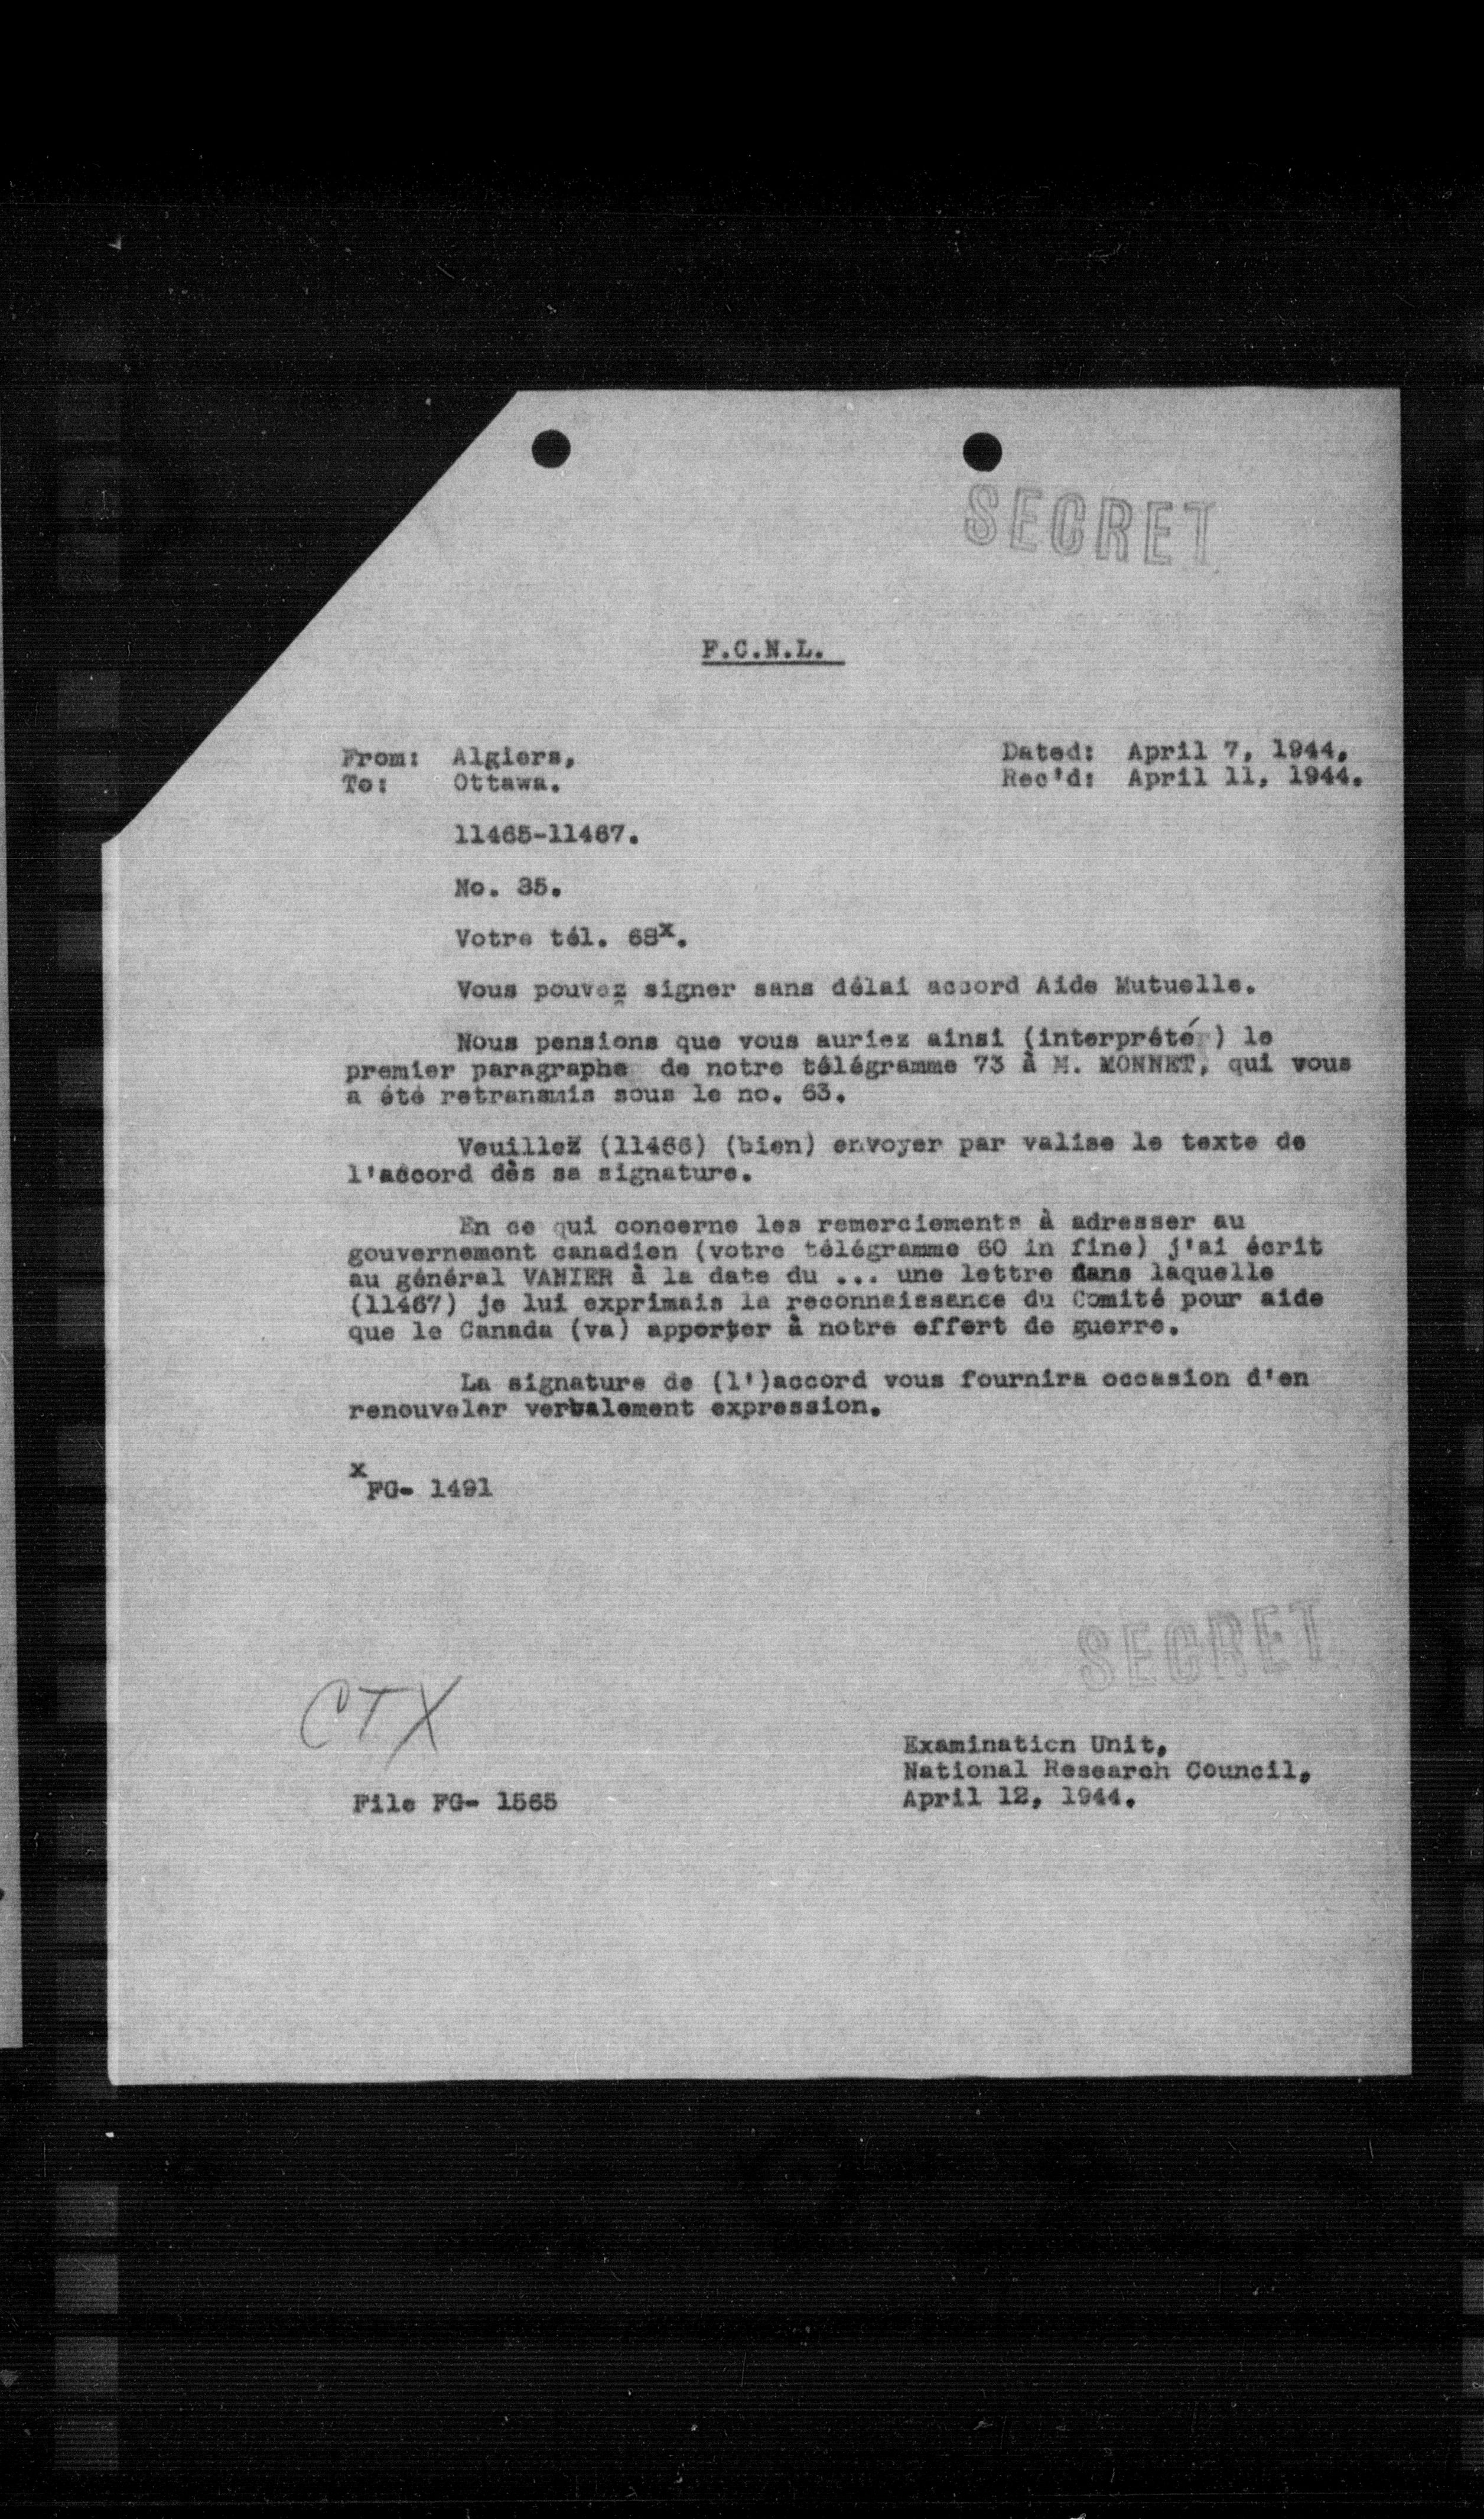 SECRET
F.C.N.L.
From: Algiers,
To: Ottawa.
Dated: April 7, 1944.
Rec'd: April 11, 1944.
11465-11467.
No. 35.
Votre tél. 68x.
Vous pouvez signer sans délai accord Aide Mutuelle.
Nous pensions que vous auriez ainsi (interprété) le
premier paragraphe de notre télégramme 73 à M. MONNET, qui vous
a été retransmis sous le no. 63.
Veuillez (11466) (bien) envoyer par valise le texte de
l'accord dès sa signature.
En ce qui concerne les remerciements à adresser au
gouvernement canadien (votre télégramme 60 in fine) j'ai écrit
au général VANIER à la date du ... une lettre dans laquelle
(11467) je lui exprimais la reconnaissance du Comité pour aide
que le Canada (va) apporter à notre effort de guerre.
La signature de (l')accord vous fournira occasion d'en
renouveler verbalement expression.
x
FG- 1491
SECRET
CTX
Examination Unit,
National Research Council,
April 12, 1944.
File FG- 1565